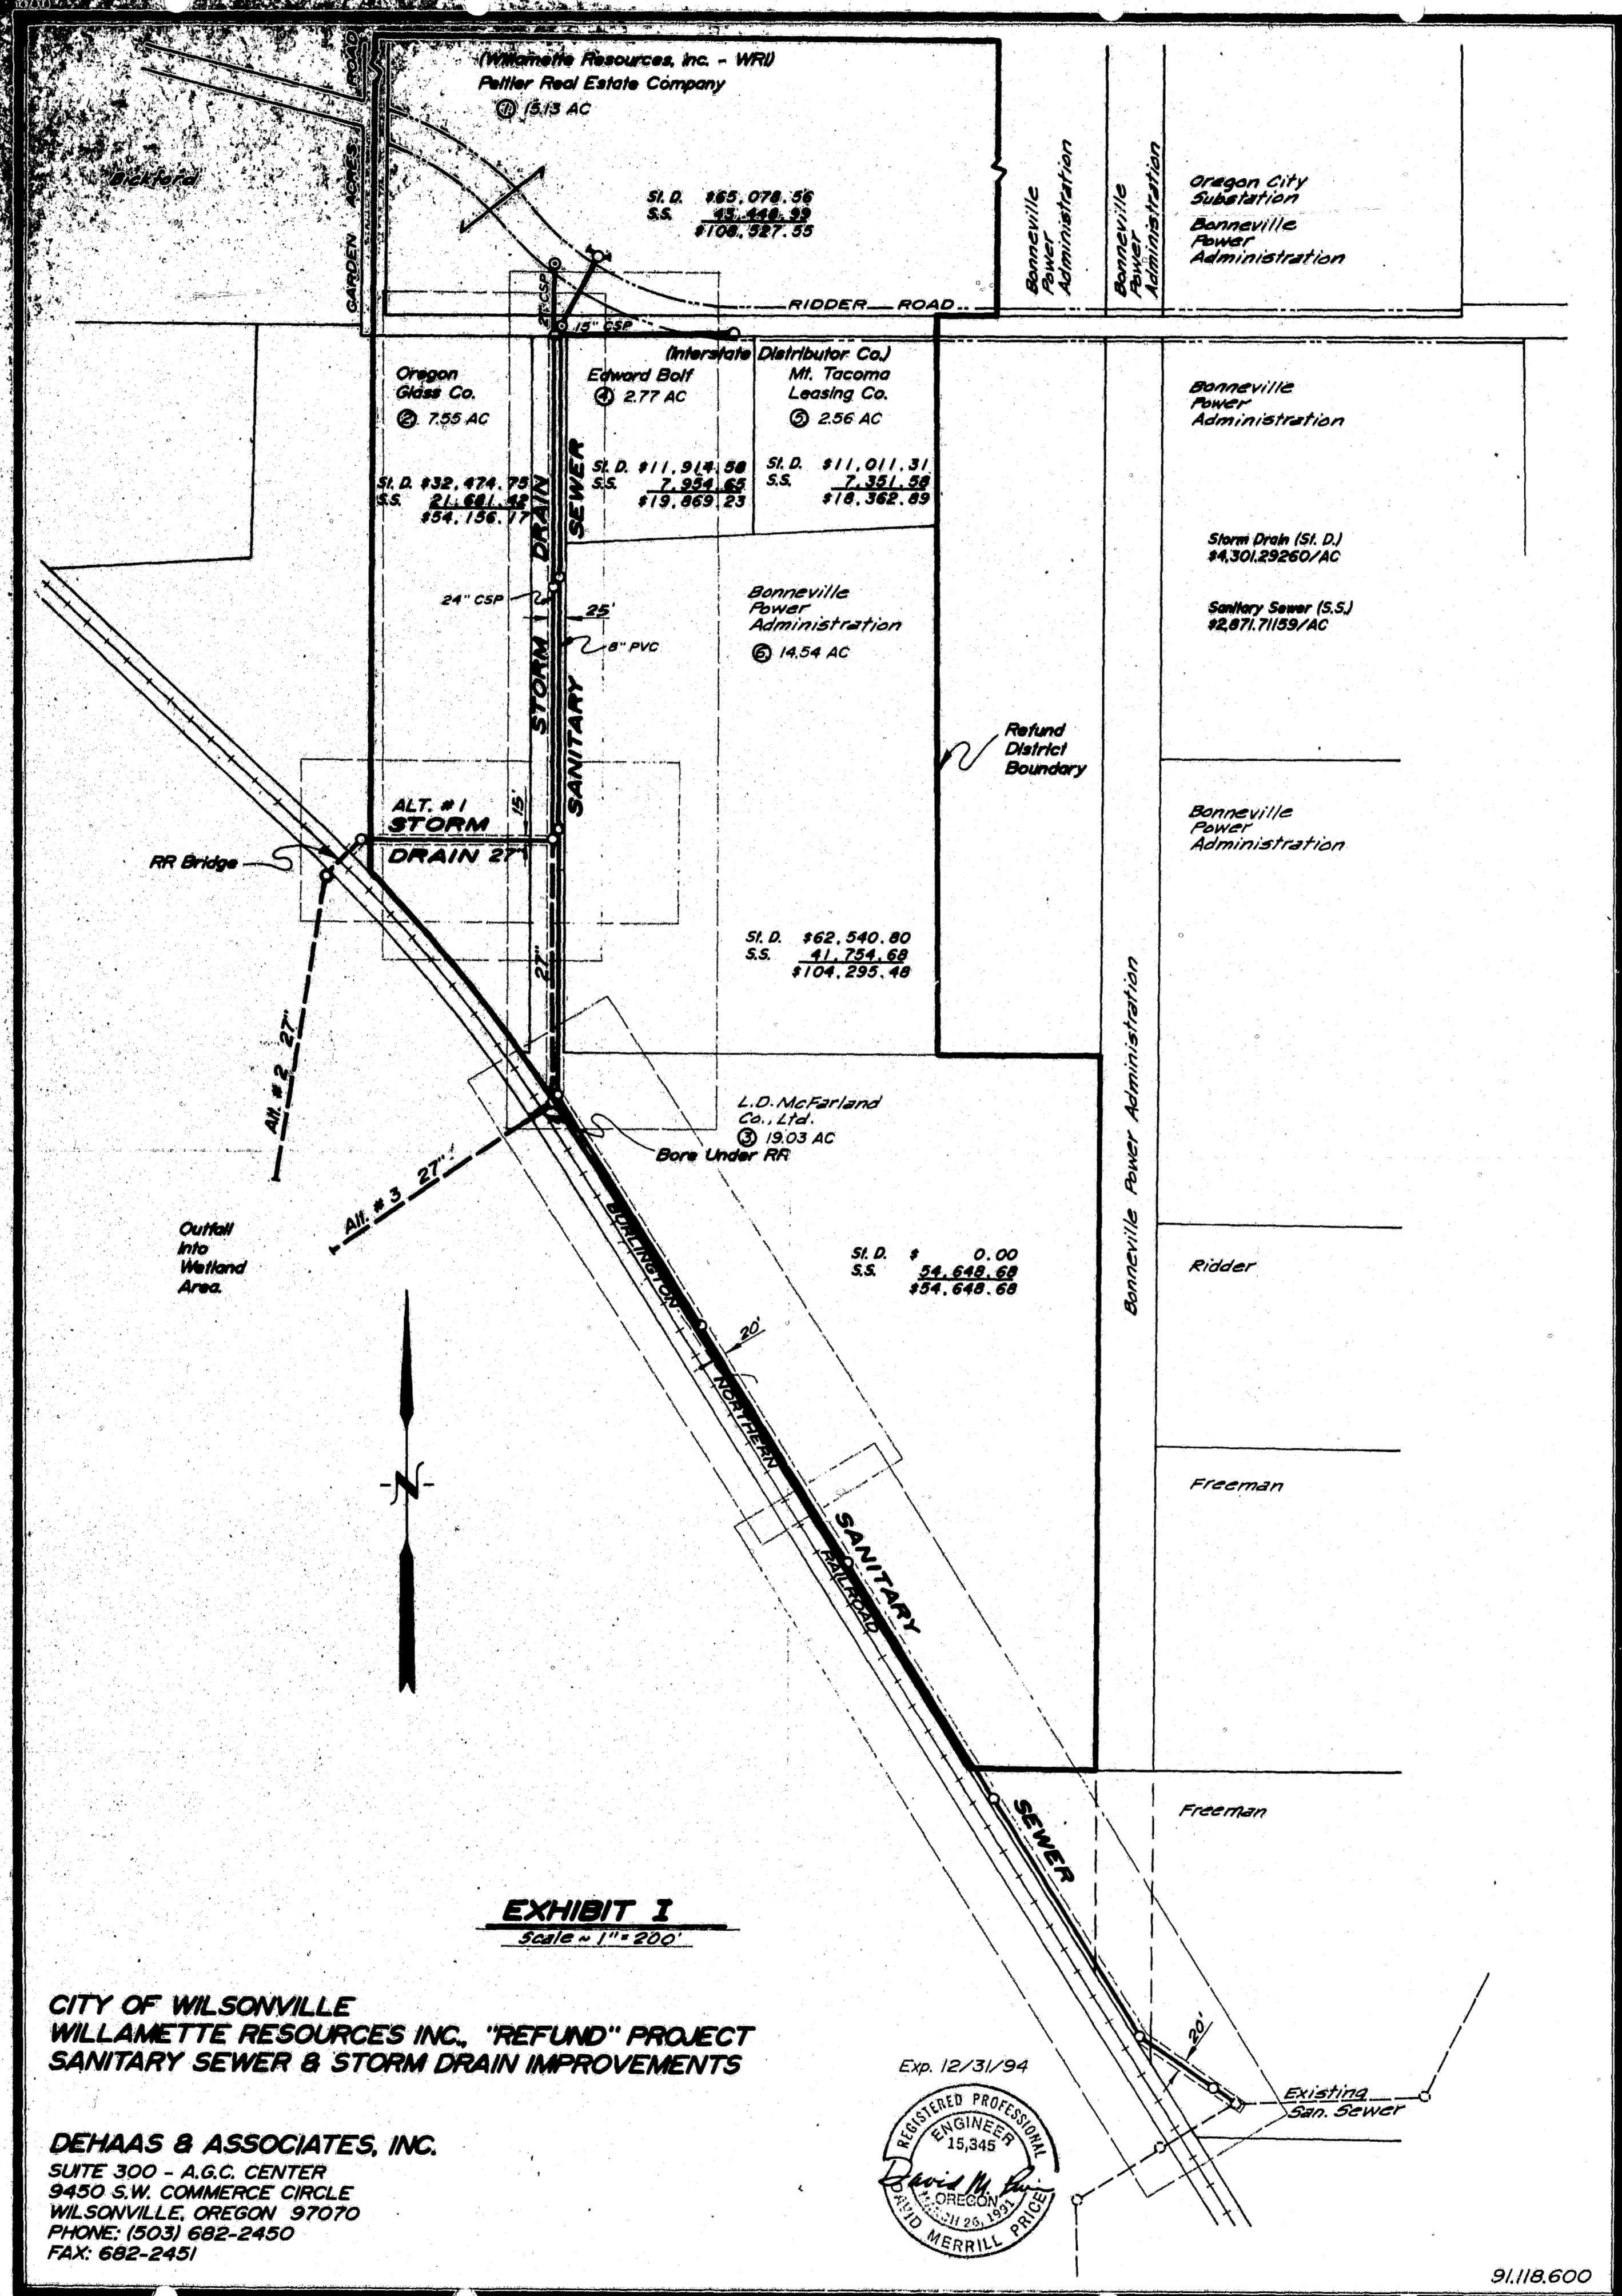 (Willamette Resources, Inc. - WRI)
Peltier Real Estate Company
① 15.13 AC
GARDEN ACRES ROAD
Bickford
St. D. $65,078.56
S.S. 43,448.99
$108,527.55
Bonneville
Power
Administration
Bonneville
Power
Administration
Oregon City
Substation
Bonneville
Power
Administration
RIDDER ROAD
CSP
15" CSP
(Interstate Distributor Co.)
Oregon
Glass Co.
② 7.55 AC
Edward Bolf
④ 2.77 AC
Mt. Tacoma
Leasing Co.
⑤ 2.56 AC
Bonneville
Power
Administration
St. D. $32,474.75
S.S. 21,681.42
$54,156.17
St. D. $11,914.58
S.S. 7,954.65
$19,869.23
St. D. $11,011.31
S.S. 7,351.58
$18,362.89
STORM DRAIN
SANITARY SEWER
Storm Drain (St. D.)
$4,301.29260/AC
Sanitary Sewer (S.S.)
$2,871.71159/AC
24" CSP
25'
8" PVC
Bonneville
Power
Administration
⑥ 14.54 AC
Refund
District
Boundary
15'
ALT. #1
STORM
DRAIN 27"
RR Bridge
Bonneville
Power
Administration
27"
St. D. $62,540.80
S.S. 41,754.68
$104,295.48
Alt. #2 27"
Bonneville Power Administration
L.D. McFarland
Co., Ltd.
③ 19.03 AC
Bore Under RR
Alt. #3 27"
Outfall
Into
Wetland
Area.
St. D. $ 0.00
S.S. 54,648.68
$54,648.68
Ridder
BURLINGTON NORTHERN RAILROAD
20'
N
Freeman
SANITARY SEWER
Freeman
EXHIBIT I
Scale ~ 1" = 200'
CITY OF WILSONVILLE
WILLAMETTE RESOURCES INC., "REFUND" PROJECT
SANITARY SEWER & STORM DRAIN IMPROVEMENTS
20'
Existing
San. Sewer
Exp. 12/31/94
REGISTERED PROFESSIONAL
ENGINEER
15,345
David M. Price
OREGON
MARCH 26, 1991
DAVID MERRILL PRICE
DEHAAS & ASSOCIATES, INC.
SUITE 300 - A.G.C. CENTER
9450 S.W. COMMERCE CIRCLE
WILSONVILLE, OREGON 97070
PHONE: (503) 682-2450
FAX: 682-2451
91.118.600